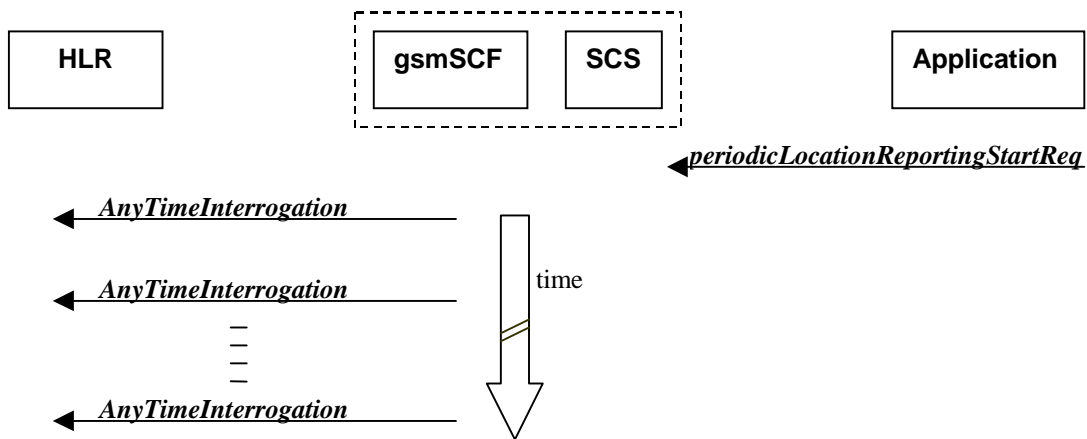 HLR
gsmSCF
SCS
Application
periodicLocationReportingStartReq
AnyTimeInterrogation
time
AnyTimeInterrogation
AnyTimeInterrogation